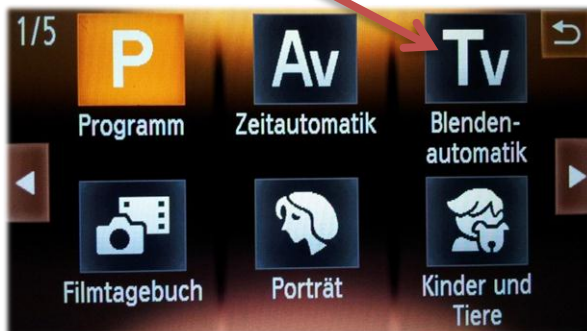 1/5
P Av Tv
Programm Zeitautomatik Blenden-
automatik
Filmtagebuch Porträt Kinder und
Tiere